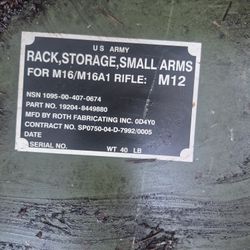 US ARMY
RACK,STORAGE,SMALL ARMS
FOR M16/M16A1 RIFLE: M12
NSN 1095-00-407-0674
PART NO. 19204-8449880
MFD BY ROTH FABRICATING INC. 0D4Y0
CONTRACT NO. SP0750-04-D-7992/0005
DATE
SERIAL NO. WT 40 LB